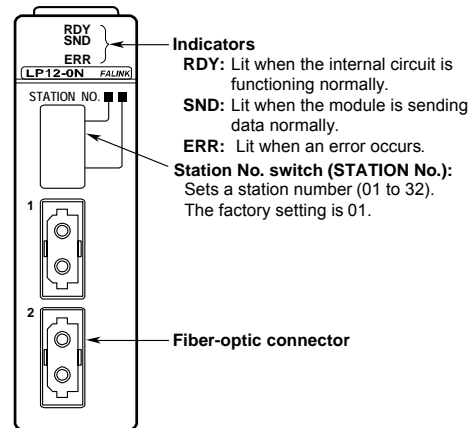 RDY
SND
ERR
LP12-0N FALINK
STATION NO.
1
2
Indicators
RDY: Lit when the internal circuit is
functioning normally.
SND: Lit when the module is sending
data normally.
ERR: Lit when an error occurs.
Station No. switch (STATION No.):
Sets a station number (01 to 32).
The factory setting is 01.
Fiber-optic connector